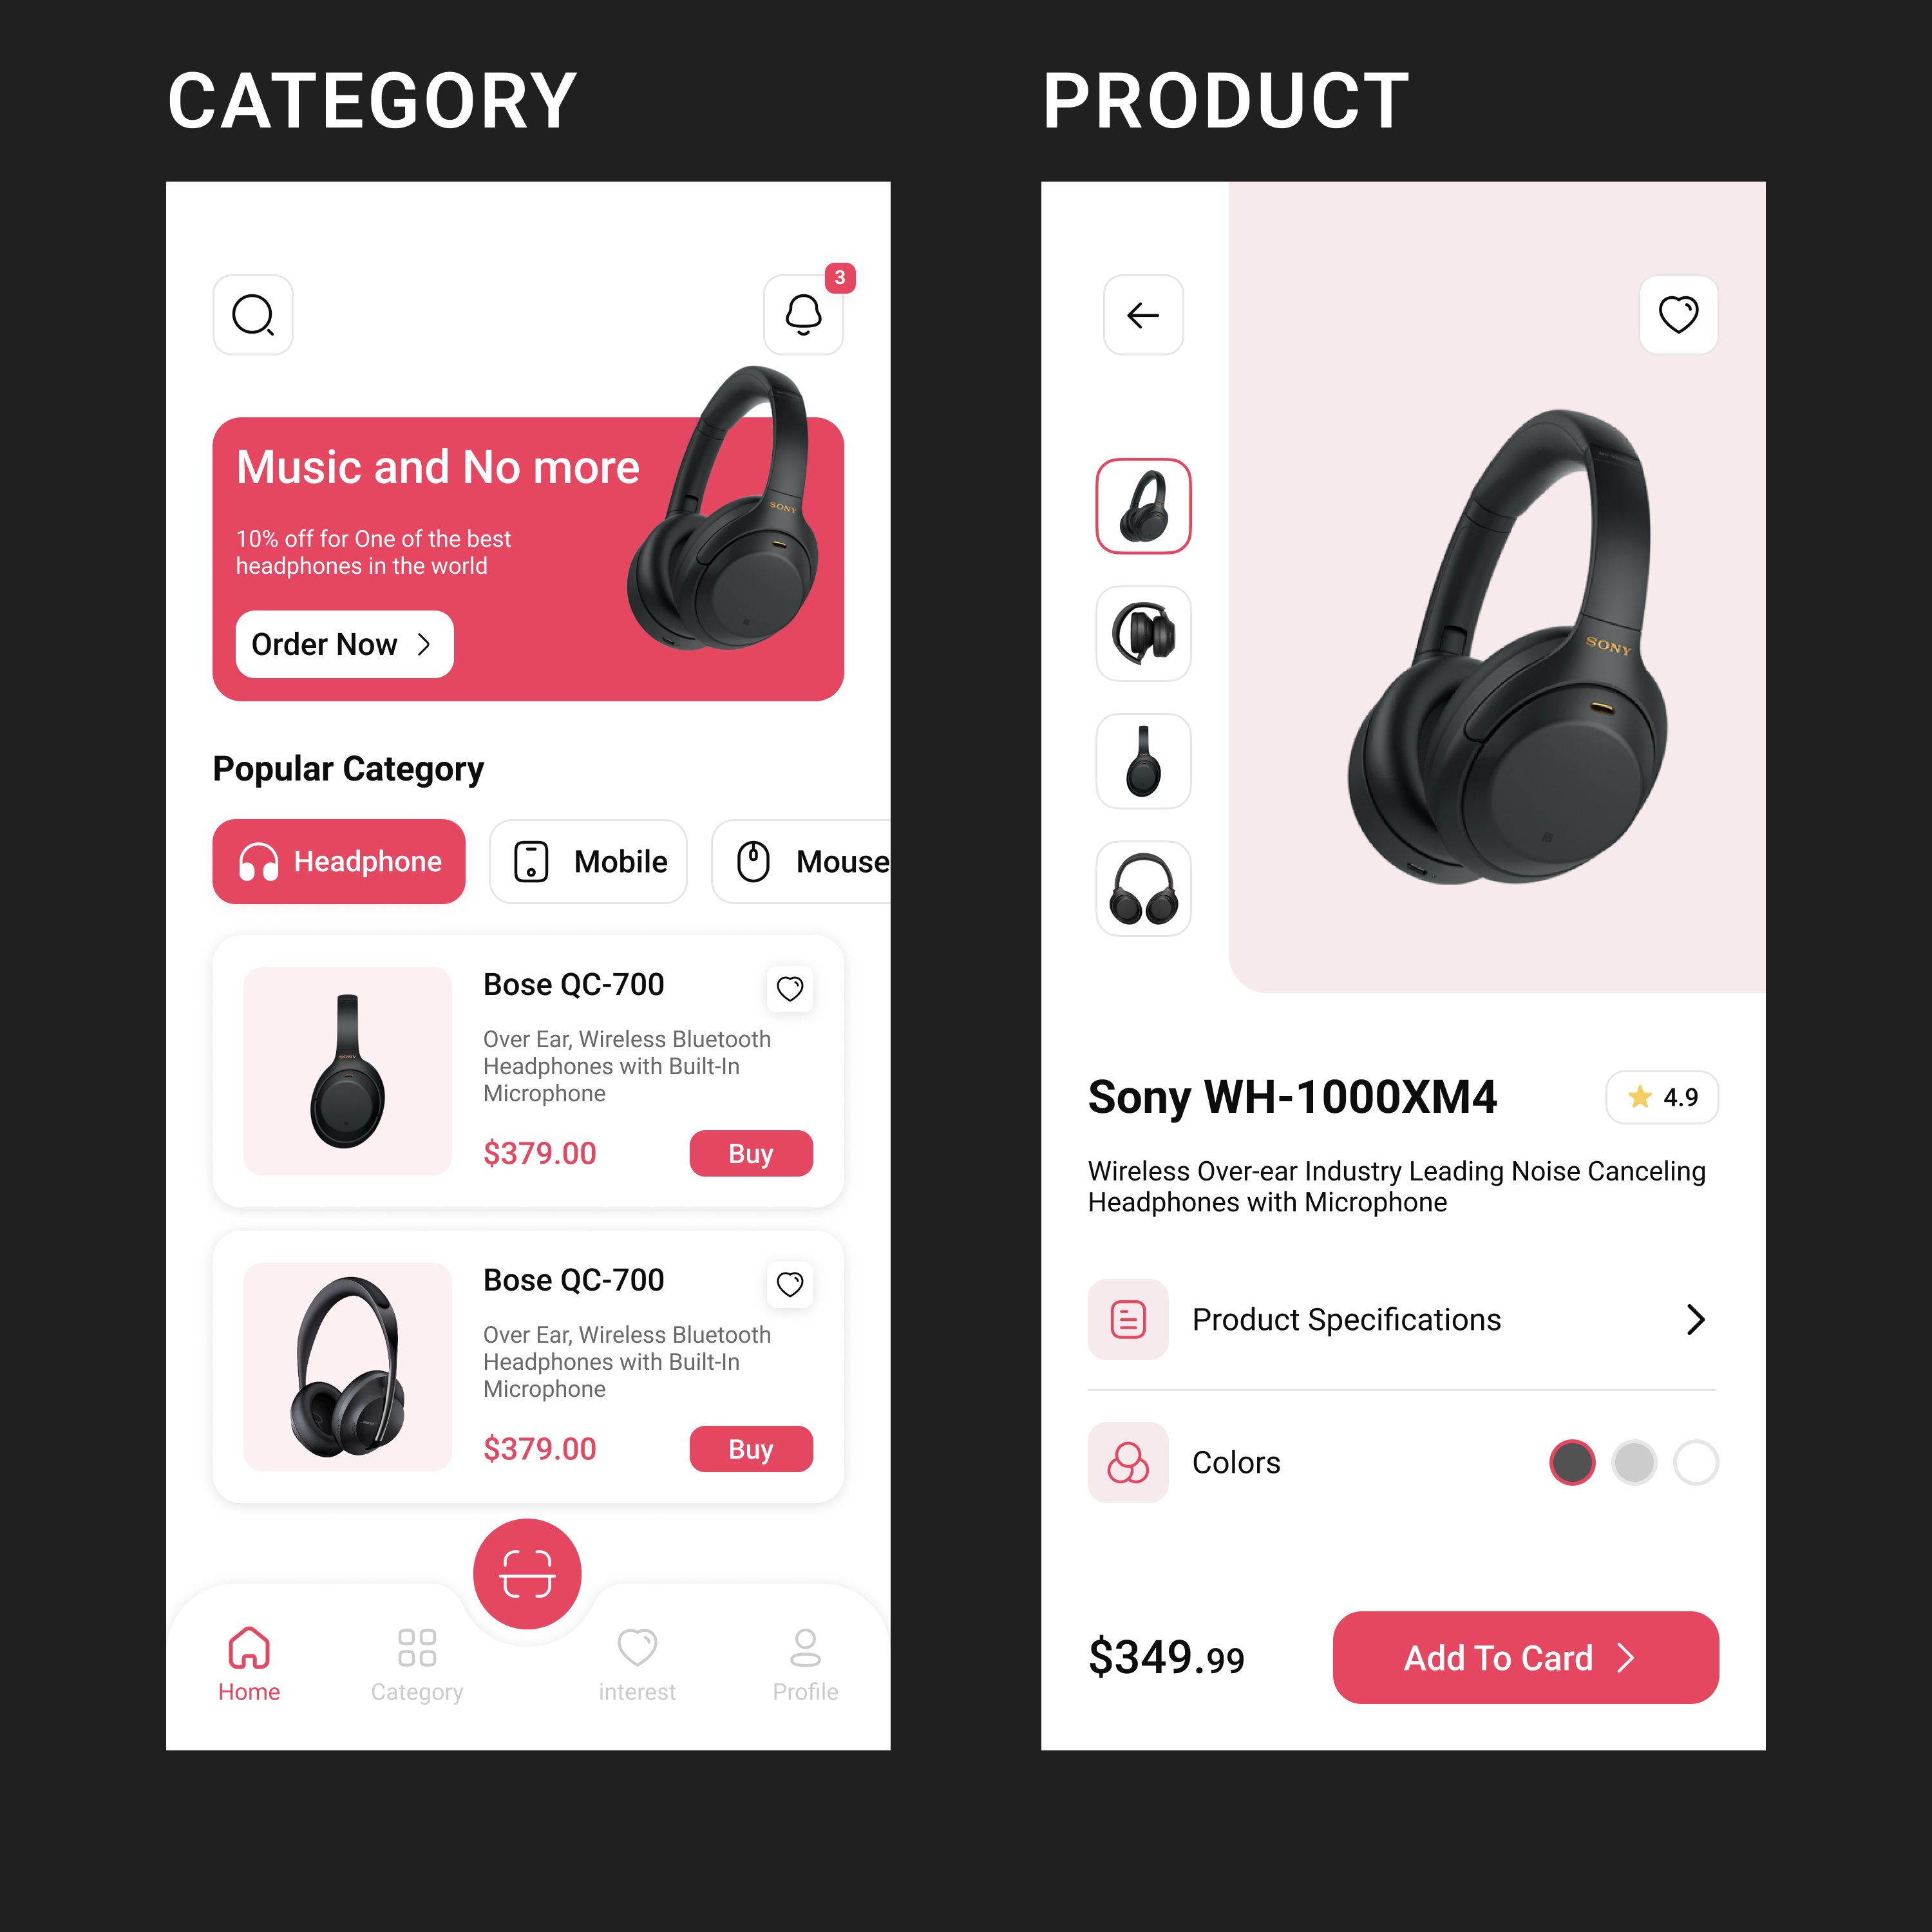 CATEGORY
PRODUCT
3
Music and No more
10% off for One of the best
headphones in the world
Order Now
SONY
Popular Category
Headphone
Mobile
Mouse
Bose QC-700
Over Ear, Wireless Bluetooth
Headphones with Built-In
Microphone
$379.00
Buy
SONY
Bose QC-700
Over Ear, Wireless Bluetooth
Headphones with Built-In
Microphone
$379.00
Buy
Home
Category
interest
Profile
SONY
Sony WH-1000XM4
4.9
Wireless Over-ear Industry Leading Noise Canceling
Headphones with Microphone
Product Specifications
Colors
$349.99
Add To Card